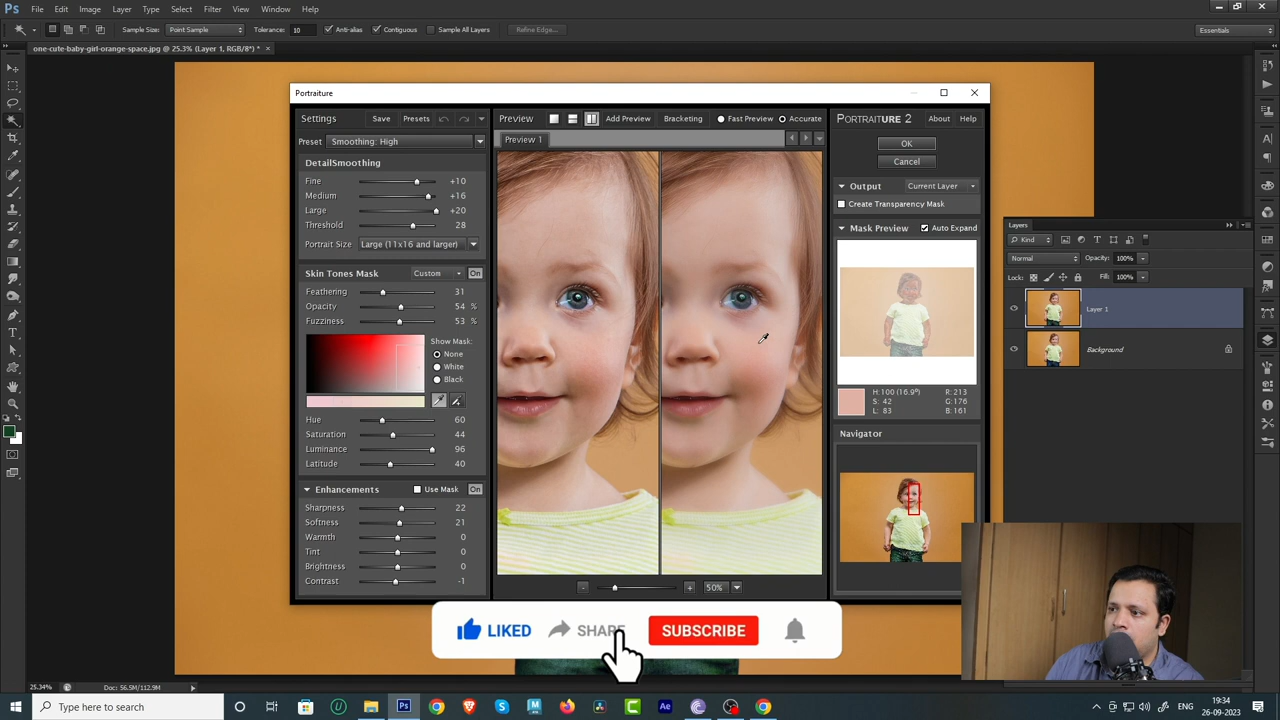 Ps File Edit Image Layer Type Select Filter View Window Help
Sample Size: Point Sample Tolerance: 10 Anti-alias Contiguous Sample All Layers Refine Edge... Essentials
one-cute-baby-girl-orange-space.jpg @ 25.3% (Layer 1, RGB/8*) * ×
Portraiture
Settings Save Presets
Preset Smoothing: High
DetailSmoothing
Fine +10
Medium +16
Large +20
Threshold 28
Portrait Size Large (11x16 and larger)
Skin Tones Mask Custom On
Feathering 31
Opacity 54 %
Fuzziness 53 %
Show Mask:
None
White
Black
Hue 60
Saturation 44
Luminance 96
Latitude 40
Enhancements Use Mask On
Sharpness 22
Softness 21
Warmth 0
Tint 0
Brightness 0
Contrast -1
Preview Add Preview Bracketing Fast Preview Accurate
Preview 1
- + 50%
PORTRAITURE 2 About Help
OK
Cancel
Output Current Layer
Create Transparency Mask
Mask Preview Auto Expand
H:100 (16.9º) R:213
S: 42 G:176
L: 83 B:161
Navigator
Layers
Kind
Normal Opacity: 100%
Lock: Fill: 100%
Layer 1
Background
LIKED SHARE SUBSCRIBE
25.34% Doc: 56.9M/112.9M
Type here to search
19:34
26-09-2023